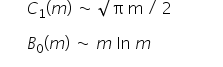 C₁(m) ~ √π m / 2
B₀(m) ~ m ln m